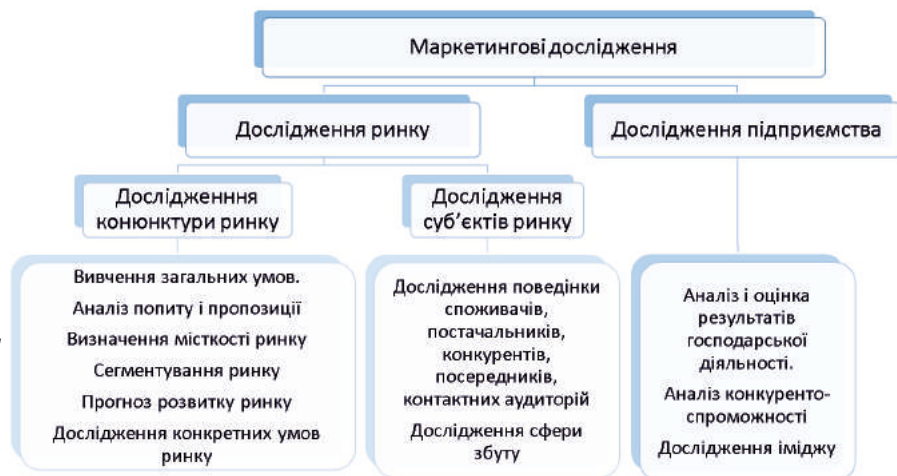 Маркетингові дослідження
Дослідження ринку
Дослідження підприємства
Дослідженння
конюнктури ринку
Дослідження
суб’єктів ринку
Вивчення загальних умов.
Аналіз попиту і пропозиції
Визначення місткості ринку
Сегментування ринку
Прогноз розвитку ринку
Дослідження конкретних умов
ринку
Дослідження поведінки
споживачів,
постачальників,
конкурентів,
посередників,
контактних аудиторій
Дослідження сфери
збуту
Аналіз і оцінка
результатів
господарської
діяльності.
Аналіз конкуренто-
спроможності
Дослідження іміджу